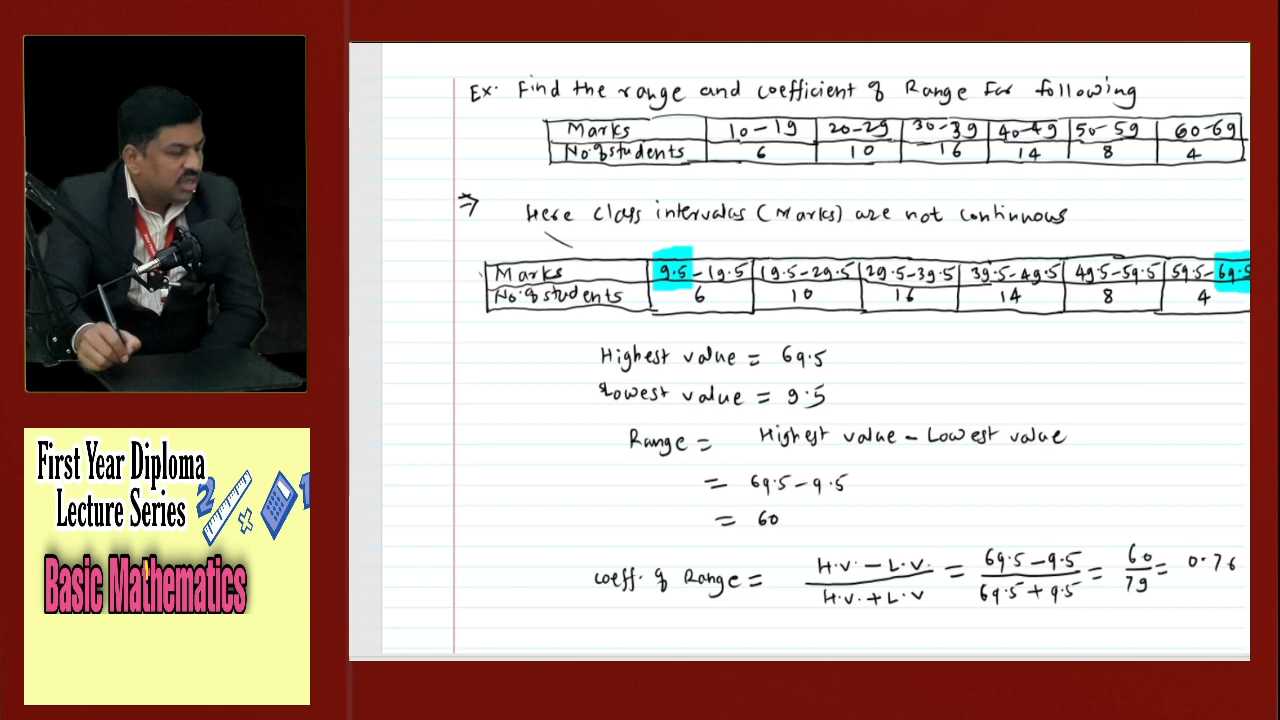 Ex. Find the range and coefficient of Range for following
Marks 10-19 20-29 30-39 40-49 50-59 60-69
No. of students 6 10 16 14 8 4
⇒ Here class intervalas (Marks) are not continuous
Marks 9.5-19.5 19.5-29.5 29.5-39.5 39.5-49.5 49.5-59.5 59.5-69.5
No. of students 6 10 16 14 8 4
Highest value = 69.5
Lowest value = 9.5
Range = Highest value - Lowest value
= 69.5-9.5
= 60
Coeff. of Range = H.V. - L.V. / H.V. + L.V = 69.5-9.5 / 69.5+9.5 = 60/79 = 0.76
First Year Diploma
Lecture Series
Basic Mathematics